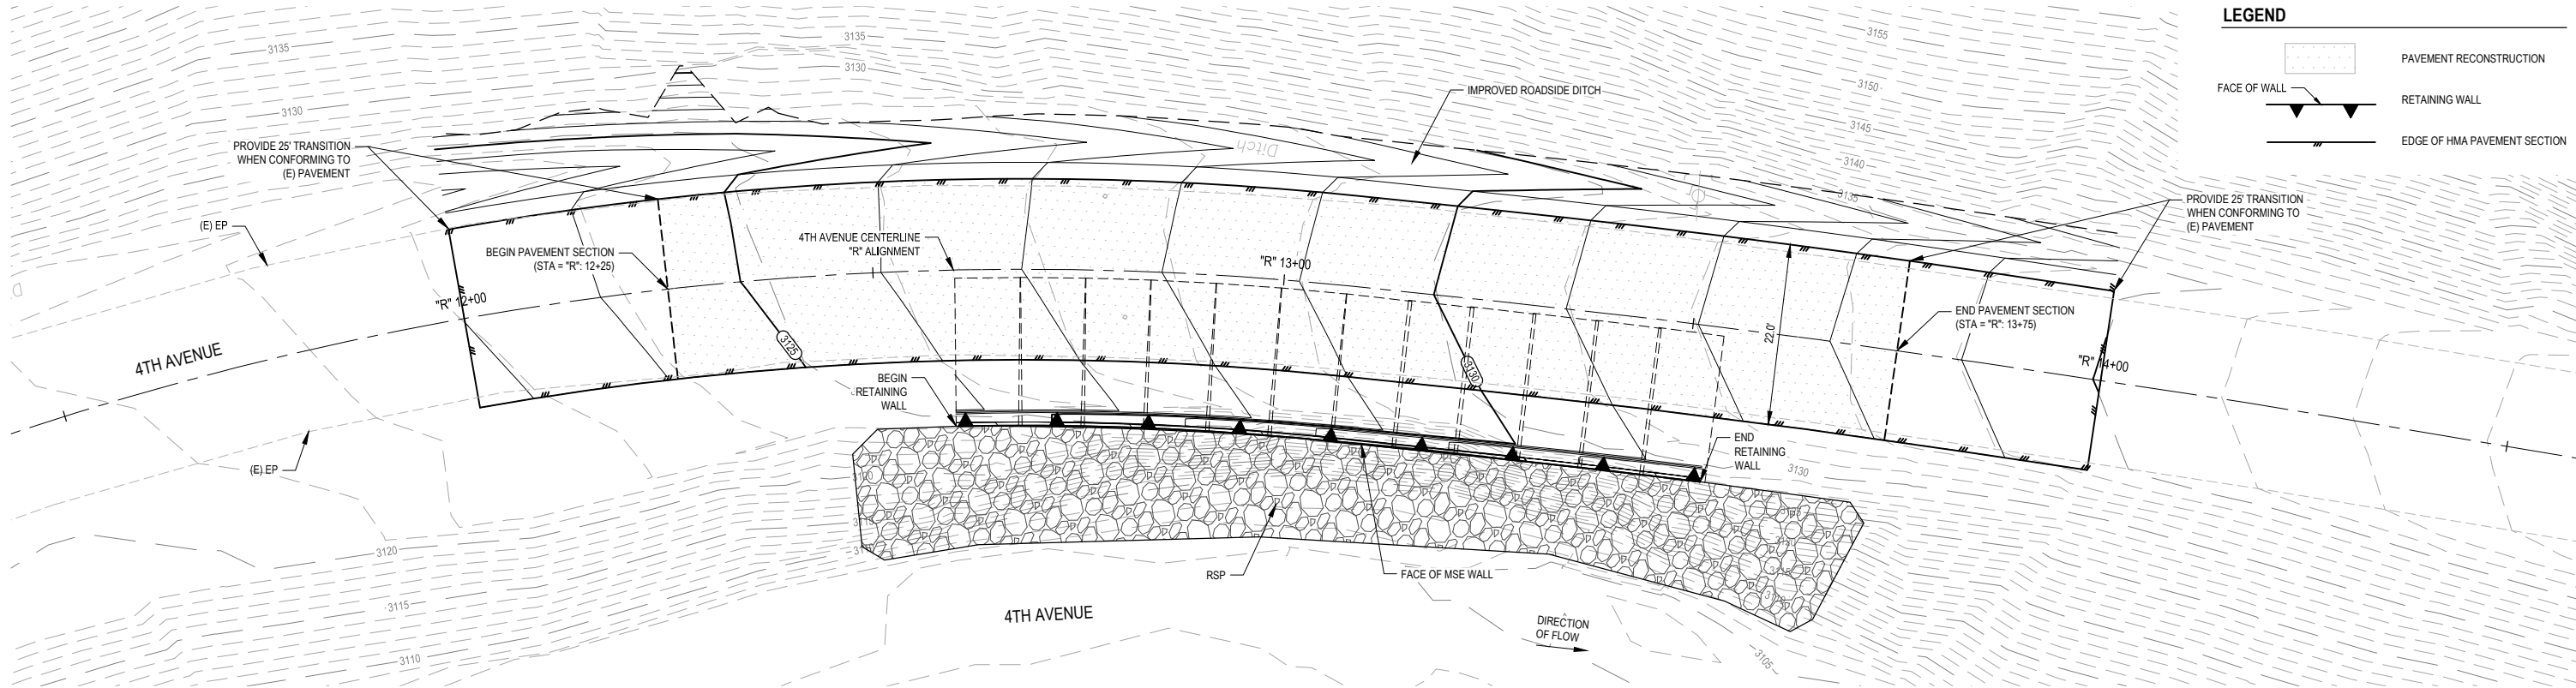 LEGEND
PAVEMENT RECONSTRUCTION
FACE OF WALL
RETAINING WALL
EDGE OF HMA PAVEMENT SECTION
3135
3135
3130
3130
3155
3150
3145
3140
3135
IMPROVED ROADSIDE DITCH
Ditch
PROVIDE 25' TRANSITION
WHEN CONFORMING TO
(E) PAVEMENT
PROVIDE 25' TRANSITION
WHEN CONFORMING TO
(E) PAVEMENT
(E) EP
BEGIN PAVEMENT SECTION
(STA = "R": 12+25)
4TH AVENUE CENTERLINE
"R" ALIGNMENT
"R" 13+00
"R" 12+00
D
4TH AVENUE
3125
3130
22.0'
END PAVEMENT SECTION
(STA = "R": 13+75)
"R" 14+00
BEGIN
RETAINING
WALL
END
RETAINING
WALL
3130
(E) EP
3120
3115
3110
RSP
FACE OF MSE WALL
4TH AVENUE
DIRECTION
OF FLOW
3105